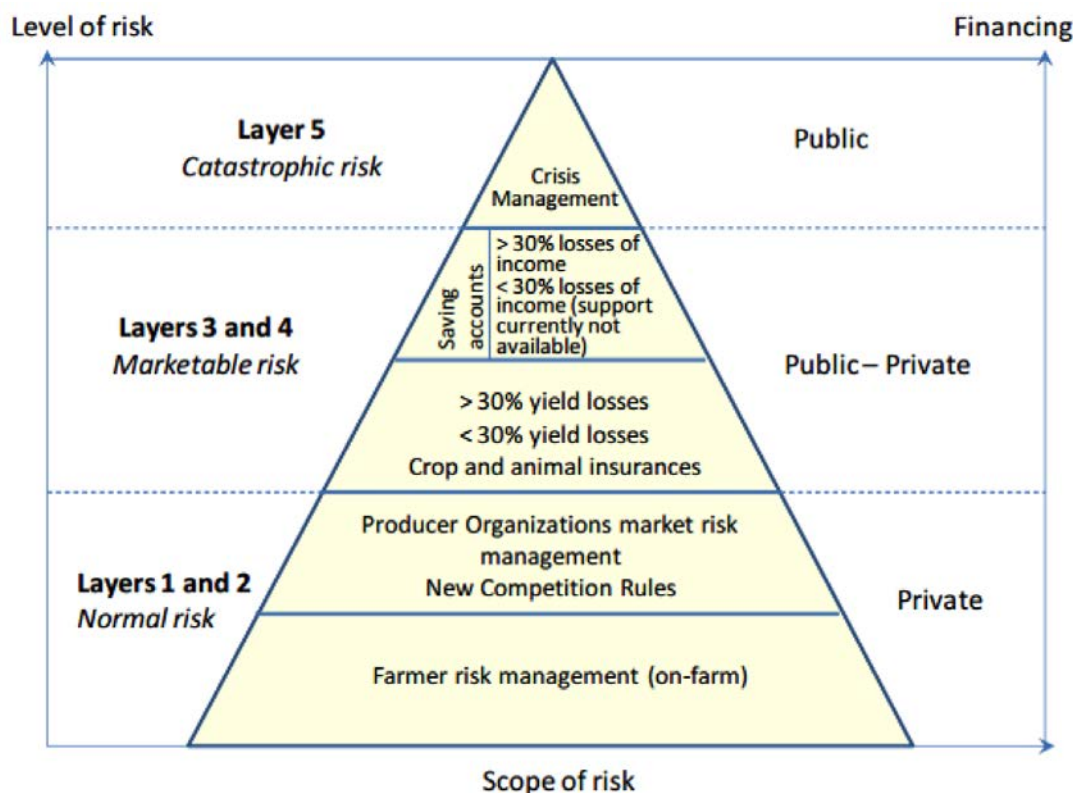 Level of risk
Financing
Layer 5
Catastrophic risk
Crisis
Management
Public
Layers 3 and 4
Marketable risk
Saving
accounts
> 30% losses of
income
< 30% losses of
income (support
currently not
available)
Public – Private
> 30% yield losses
< 30% yield losses
Crop and animal insurances
Layers 1 and 2
Normal risk
Producer Organizations market risk
management
New Competition Rules
Private
Farmer risk management (on-farm)
Scope of risk